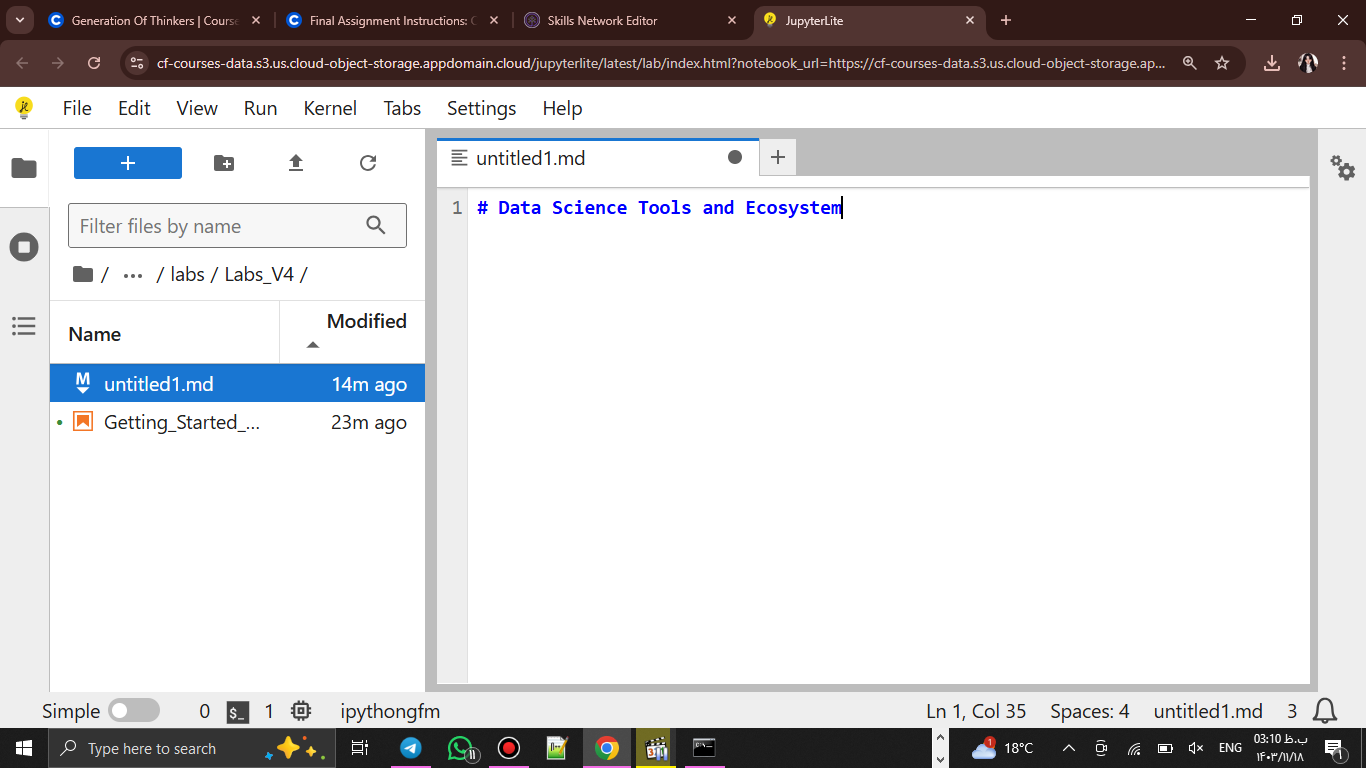 Generation Of Thinkers | Course
Final Assignment Instructions: C
Skills Network Editor
JupyterLite
cf-courses-data.s3.us.cloud-object-storage.appdomain.cloud/jupyterlite/latest/lab/index.html?notebook_url=https://cf-courses-data.s3.us.cloud-object-storage.ap...
File Edit View Run Kernel Tabs Settings Help
untitled1.md
1 # Data Science Tools and Ecosystem
Filter files by name
/ ... / labs / Labs_V4 /
Name Modified
untitled1.md 14m ago
Getting_Started_... 23m ago
Simple 0 $_ 1 ipythongfm Ln 1, Col 35 Spaces: 4 untitled1.md 3
Type here to search
18°C
ENG
03:10 ب.ظ
۱۴۰۳/۱۱/۱۸